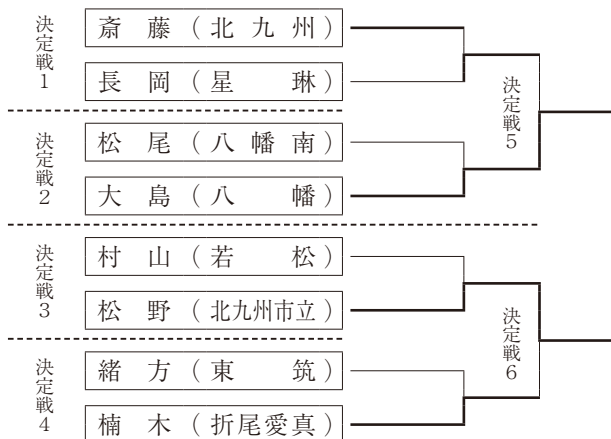 決定戦1
斎藤（北九州）
長岡（星琳）
決定戦2
松尾（八幡南）
大島（八幡）
決定戦5
決定戦3
村山（若松）
松野（北九州市立）
決定戦4
緒方（東筑）
楠木（折尾愛真）
決定戦6